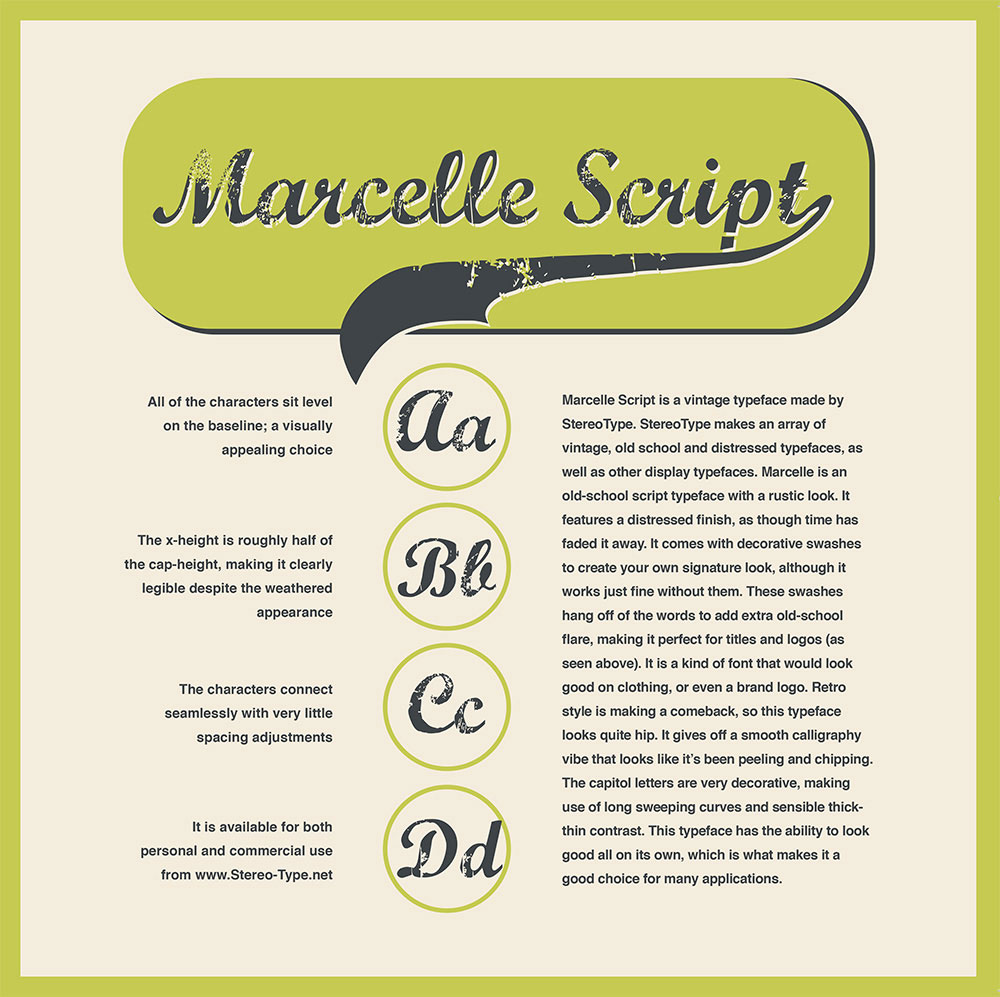 Marcelle Script
All of the characters sit level
on the baseline; a visually
appealing choice
Aa
The x-height is roughly half of
the cap-height, making it clearly
legible despite the weathered
appearance
Bb
The characters connect
seamlessly with very little
spacing adjustments
Cc
It is available for both
personal and commercial use
from www.Stereo-Type.net
Dd
Marcelle Script is a vintage typeface made by
StereoType. StereoType makes an array of
vintage, old school and distressed typefaces, as
well as other display typefaces. Marcelle is an
old-school script typeface with a rustic look. It
features a distressed finish, as though time has
faded it away. It comes with decorative swashes
to create your own signature look, although it
works just fine without them. These swashes
hang off of the words to add extra old-school
flare, making it perfect for titles and logos (as
seen above). It is a kind of font that would look
good on clothing, or even a brand logo. Retro
style is making a comeback, so this typeface
looks quite hip. It gives off a smooth calligraphy
vibe that looks like it's been peeling and chipping.
The capitol letters are very decorative, making
use of long sweeping curves and sensible thick-
thin contrast. This typeface has the ability to look
good all on its own, which is what makes it a
good choice for many applications.